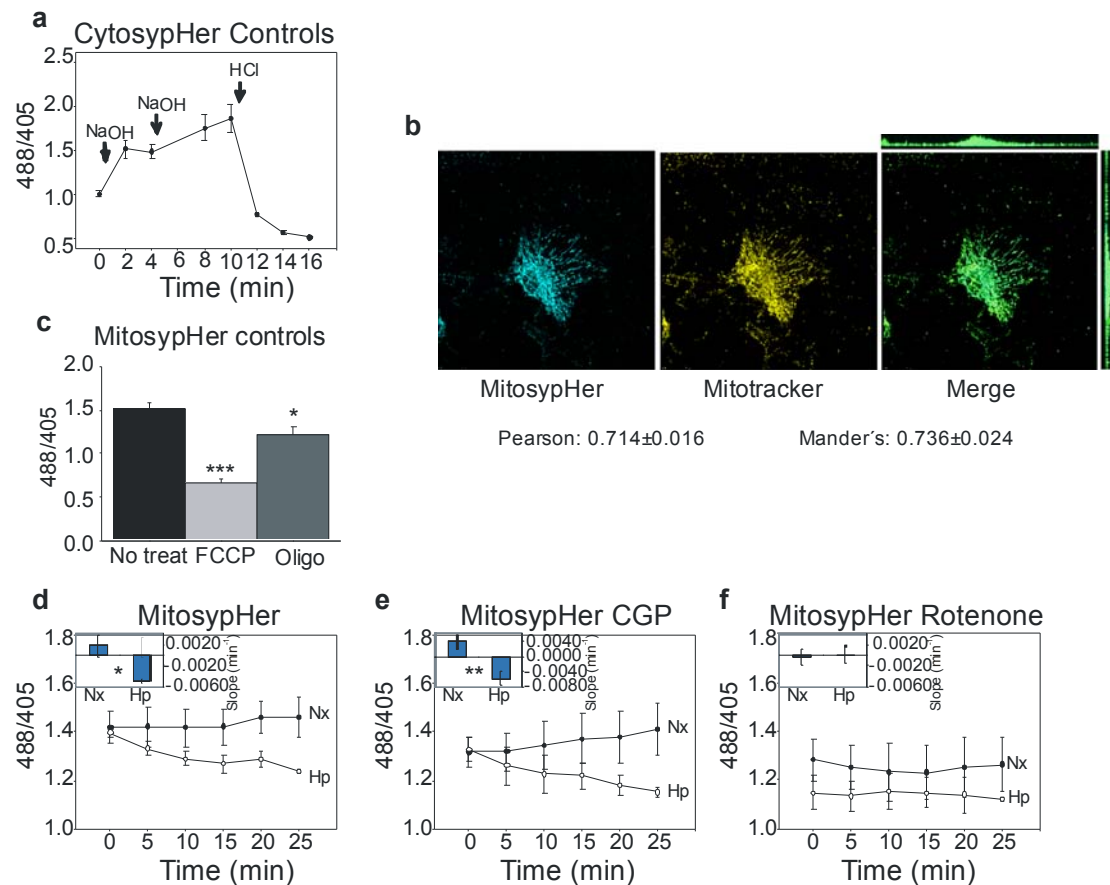 a
CytosypHer Controls
2.5
2.0
1.5
1.0
0.5
488/405
NaOH
NaOH
HCl
0 2 4 6 8 10 12 14 16
Time (min)
b
MitosypHer
Mitotracker
Merge
Pearson: 0.714±0.016
Mander´s: 0.736±0.024
c
MitosypHer controls
2.0
1.5
1.0
0.5
0.0
488/405
***
*
No treat FCCP Oligo
d
MitosypHer
1.8
1.6
1.4
1.2
1.0
488/405
0.0020
-0.0020
-0.0060
Slope (min⁻¹)
*
Nx Hp
Nx
Hp
0 5 10 15 20 25
Time (min)
e
MitosypHer CGP
1.8
1.6
1.4
1.2
1.0
488/405
0.0040
0.0000
-0.0040
-0.0080
Slope (min⁻¹)
**
Nx Hp
Nx
Hp
0 5 10 15 20 25
Time (min)
f
MitosypHer Rotenone
1.8
1.6
1.4
1.2
1.0
488/405
0.0020
-0.0020
-0.0060
Slope (min⁻¹)
Nx Hp
Nx
Hp
0 5 10 15 20 25
Time (min)